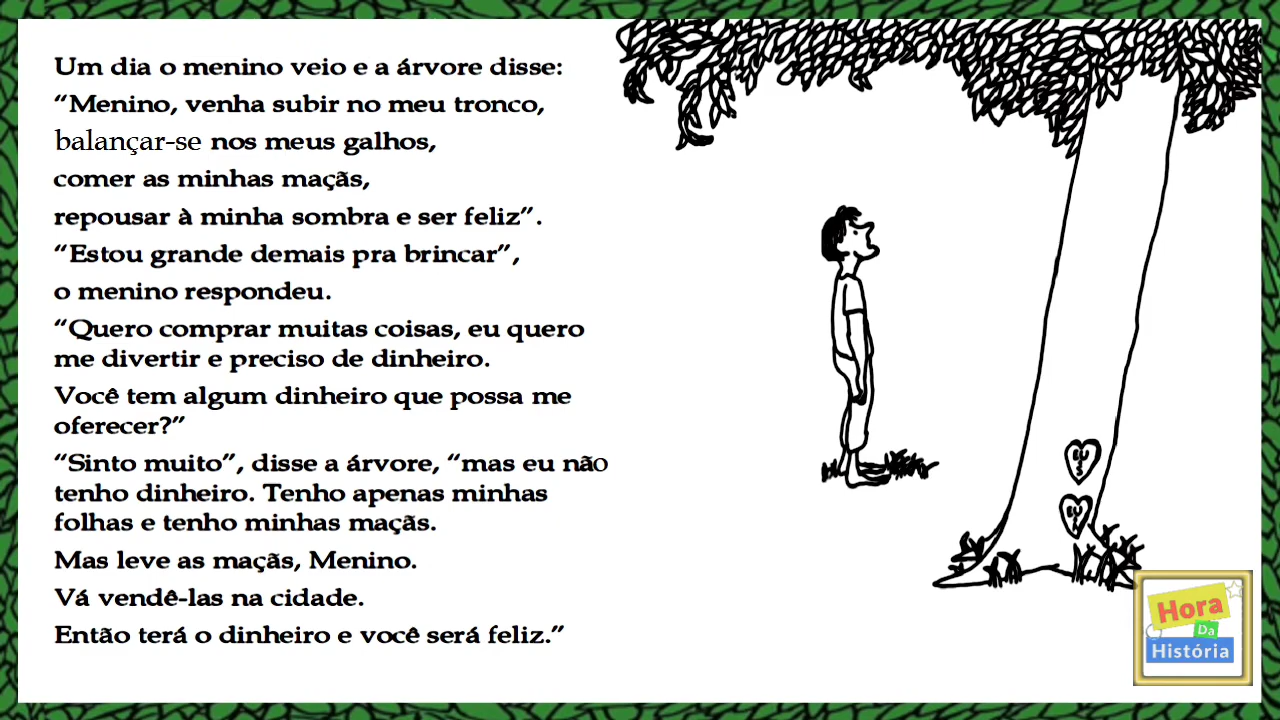 Um dia o menino veio e a árvore disse:
“Menino, venha subir no meu tronco,
balançar-se nos meus galhos,
comer as minhas maçãs,
repousar à minha sombra e ser feliz”.
“Estou grande demais pra brincar”,
o menino respondeu.
“Quero comprar muitas coisas, eu quero
me divertir e preciso de dinheiro.
Você tem algum dinheiro que possa me
oferecer?”
“Sinto muito”, disse a árvore, “mas eu não
tenho dinheiro. Tenho apenas minhas
folhas e tenho minhas maçãs.
Mas leve as maçãs, Menino.
Vá vendê-las na cidade.
Então terá o dinheiro e você será feliz.”
EU
EU
Hora
Da
História